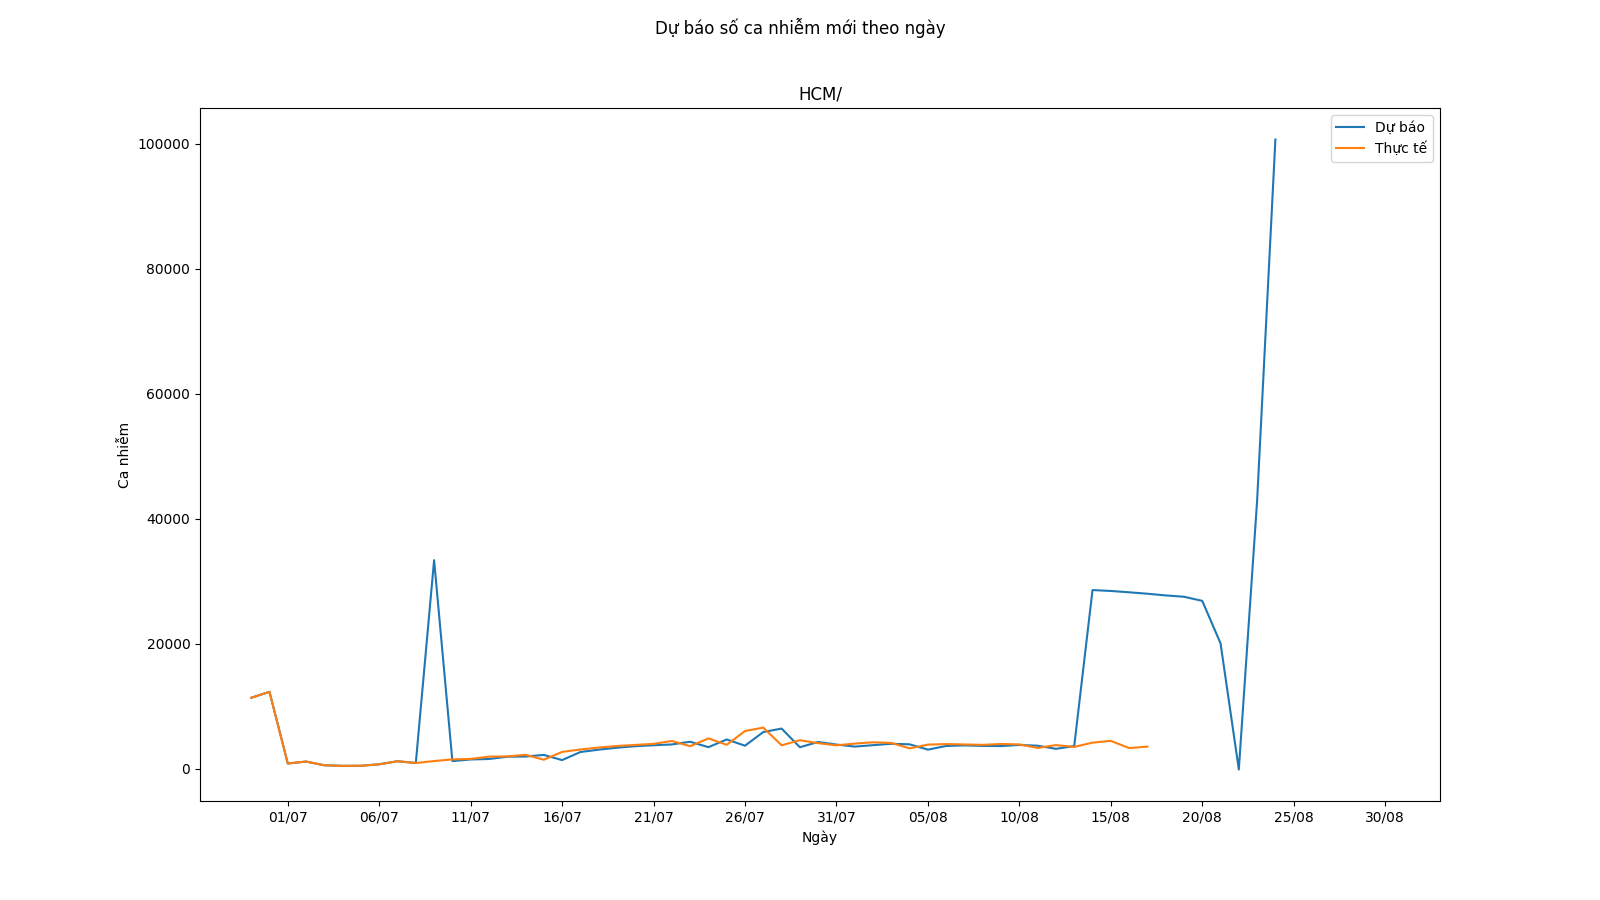 Dự báo số ca nhiễm mới theo ngày
HCM/
Dự báo
Thực tế
100000
80000
60000
40000
20000
0
Ca nhiễm
01/07 06/07 11/07 16/07 21/07 26/07 31/07 05/08 10/08 15/08 20/08 25/08 30/08
Ngày